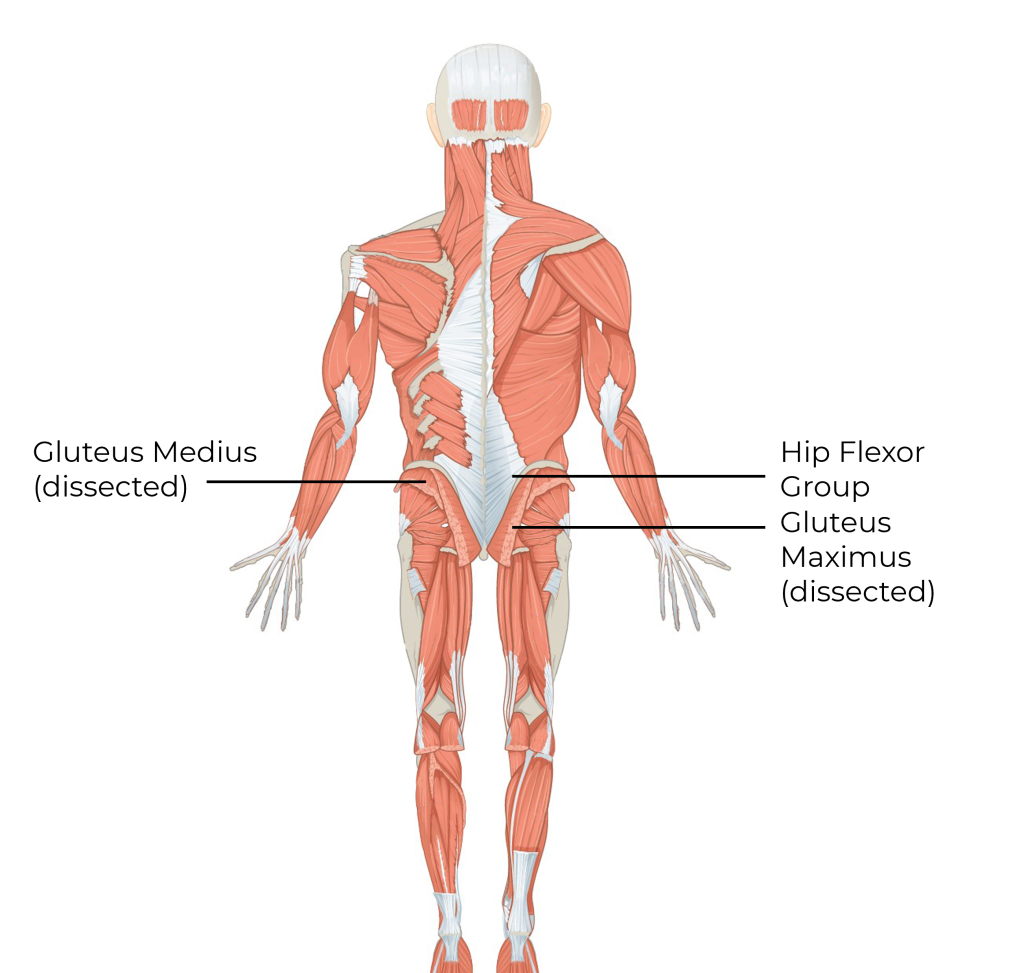 Gluteus Medius
(dissected)
Hip Flexor
Group
Gluteus
Maximus
(dissected)